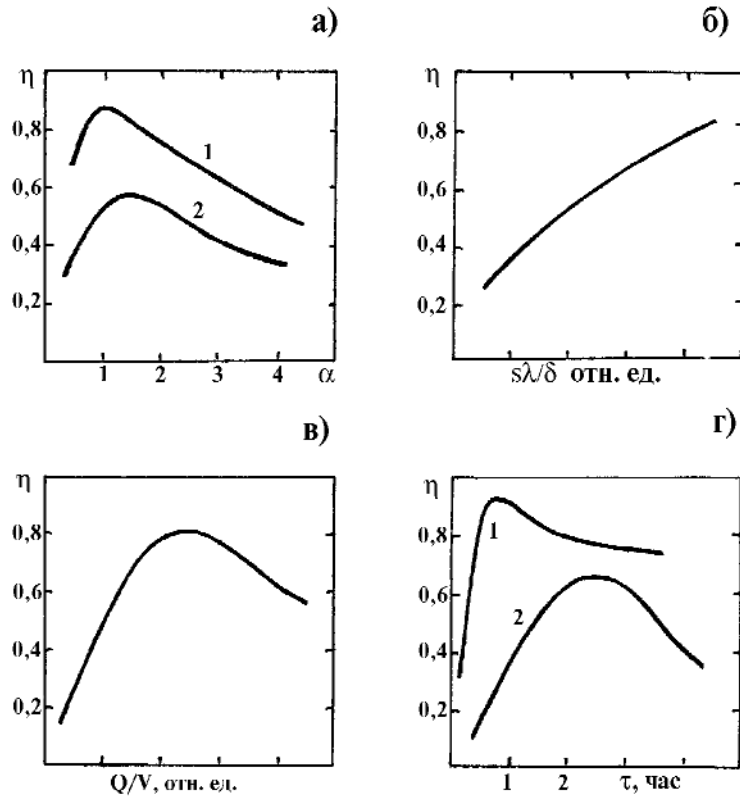 а)
η
0,8
0,6
0,4
0,2
1
2
1 2 3 4 α
б)
η
0,8
0,6
0,4
0,2
sλ/δ отн. ед.
в)
η
0,8
0,6
0,4
0,2
Q/V, отн. ед.
г)
η
0,8
0,6
0,4
0,2
1
2
1 2 τ, час